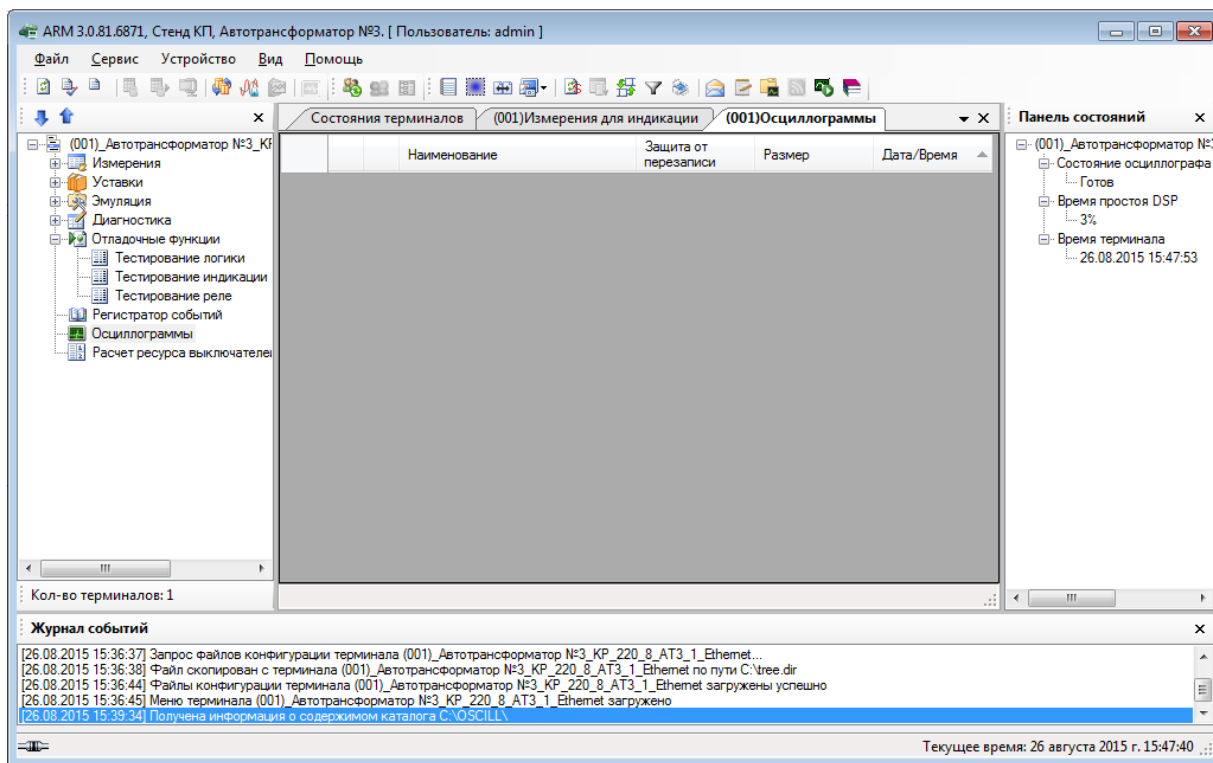 ARM 3.0.81.6871, Стенд КП, Автотрансформатор №3. [ Пользователь: admin ]
Файл Сервис Устройство Вид Помощь
Состояния терминалов (001)Измерения для индикации (001)Осциллограммы Панель состояний
(001)_Автотрансформатор №3_КР
Измерения
Уставки
Эмуляция
Диагностика
Отладочные функции
Тестирование логики
Тестирование индикации
Тестирование реле
Регистратор событий
Осциллограммы
Расчет ресурса выключателей
Кол-во терминалов: 1
Наименование Защита от перезаписи Размер Дата/Время
(001)_Автотрансформатор №3
Состояние осциллографа
Готов
Время простоя DSP
3%
Время терминала
26.08.2015 15:47:53
Журнал событий
[26.08.2015 15:36:37] Запрос файлов конфигурации терминала (001)_Автотрансформатор №3_KP_220_8_AT3_1_Ethernet...
[26.08.2015 15:36:38] Файл скопирован с терминала (001)_Автотрансформатор №3_KP_220_8_AT3_1_Ethernet по пути C:\tree.dir
[26.08.2015 15:36:44] Файлы конфигурации терминала (001)_Автотрансформатор №3_KP_220_8_AT3_1_Ethernet загружены успешно
[26.08.2015 15:36:45] Меню терминала (001)_Автотрансформатор №3_KP_220_8_AT3_1_Ethernet загружено
[26.08.2015 15:39:34] Получена информация о содержимом каталога C:\OSCILL\
Текущее время: 26 августа 2015 г. 15:47:40